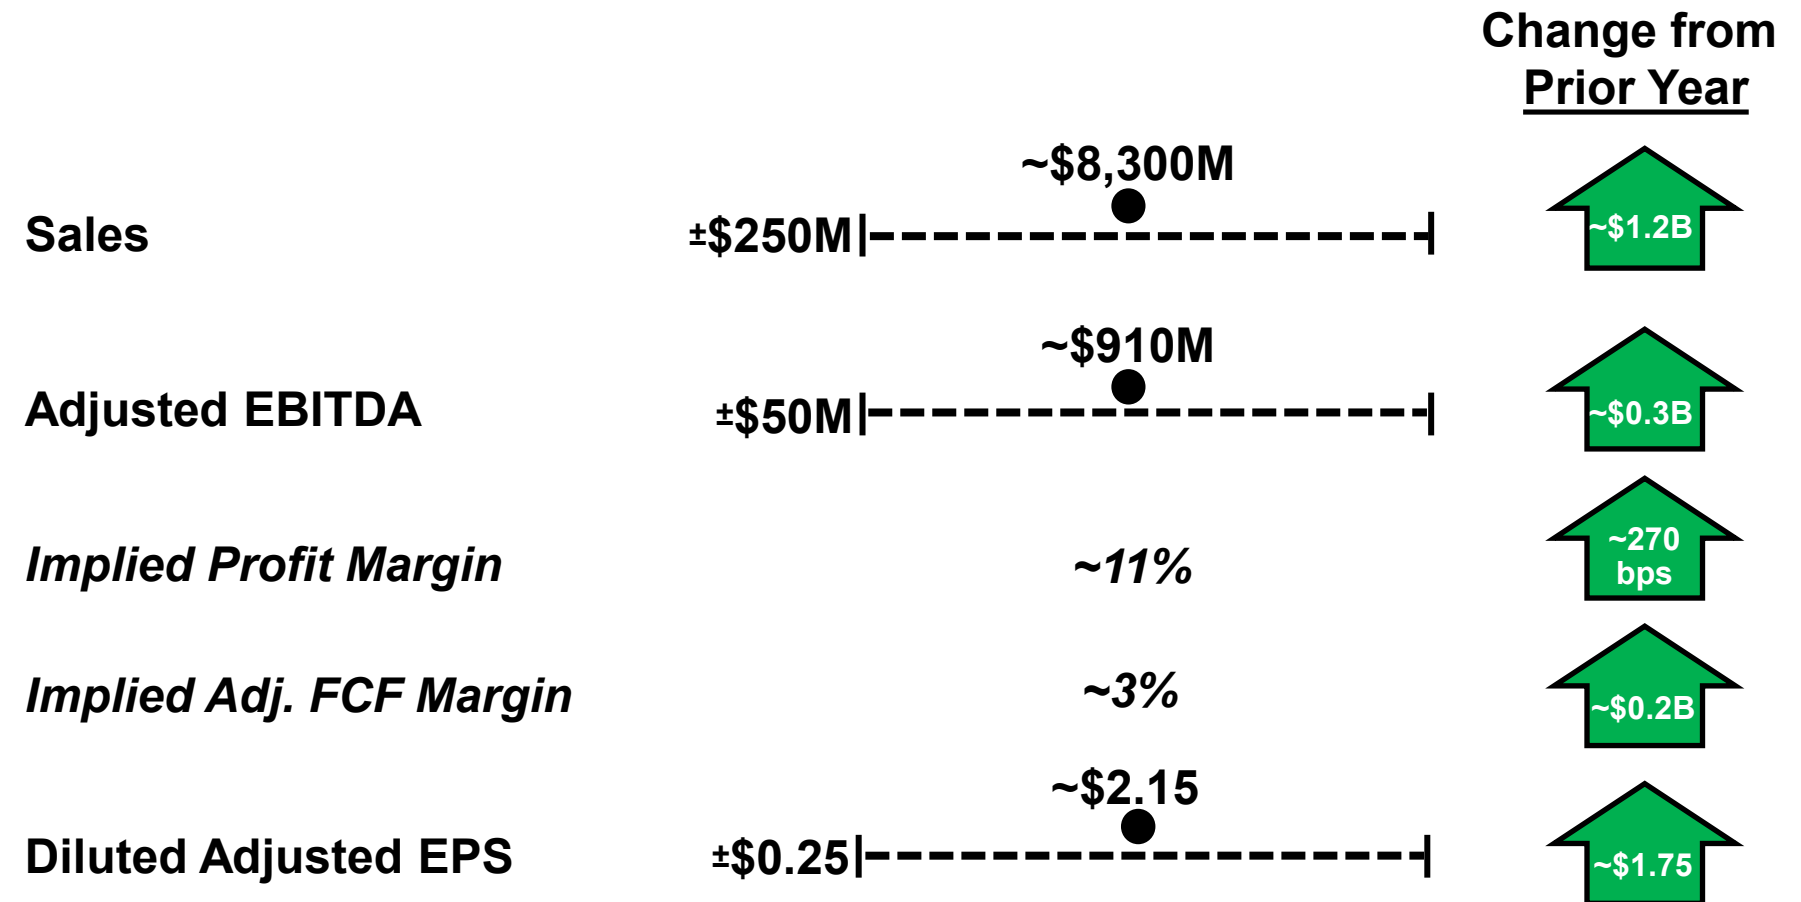 Change from
Prior Year
~$8,300M
Sales
±$250M
~$1.2B
~$910M
Adjusted EBITDA
±$50M
~$0.3B
Implied Profit Margin
~11%
~270
bps
Implied Adj. FCF Margin
~3%
~$0.2B
~$2.15
Diluted Adjusted EPS
±$0.25
~$1.75